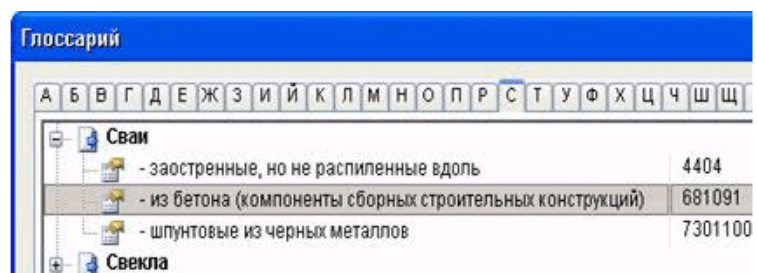 Глоссарий
А Б В Г Д Е Ж З И Й К Л М Н О П Р С Т У Ф Х Ц Ч Ш Щ
Сваи
- заостренные, но не распиленные вдоль 4404
- из бетона (компоненты сборных строительных конструкций) 681091
- шпунтовые из черных металлов 7301100
Свекла